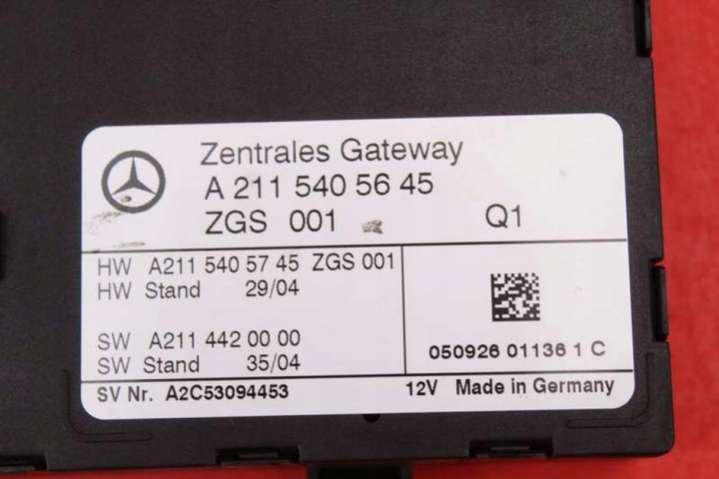 Zentrales Gateway
A 211 540 56 45
ZGS 001 Q1
HW A211 540 57 45 ZGS 001
HW Stand 29/04
SW A211 442 00 00
SW Stand 35/04
050926 01136 1 C
SV Nr. A2C53094453 12V Made in Germany